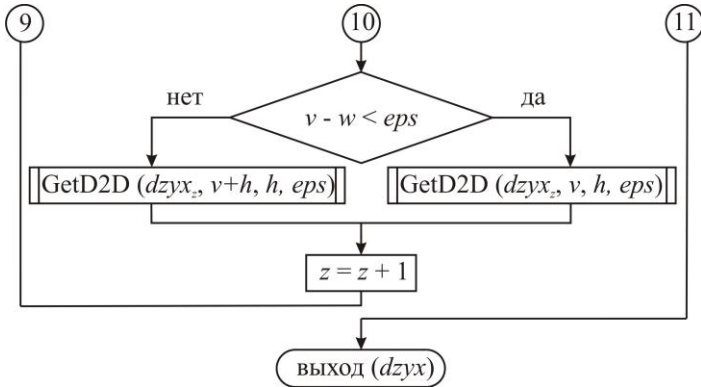 9
10
11
нет
да
v - w < eps
GetD2D (dzyx_z, v+h, h, eps)
GetD2D (dzyx_z, v, h, eps)
z = z + 1
выход (dzyx)